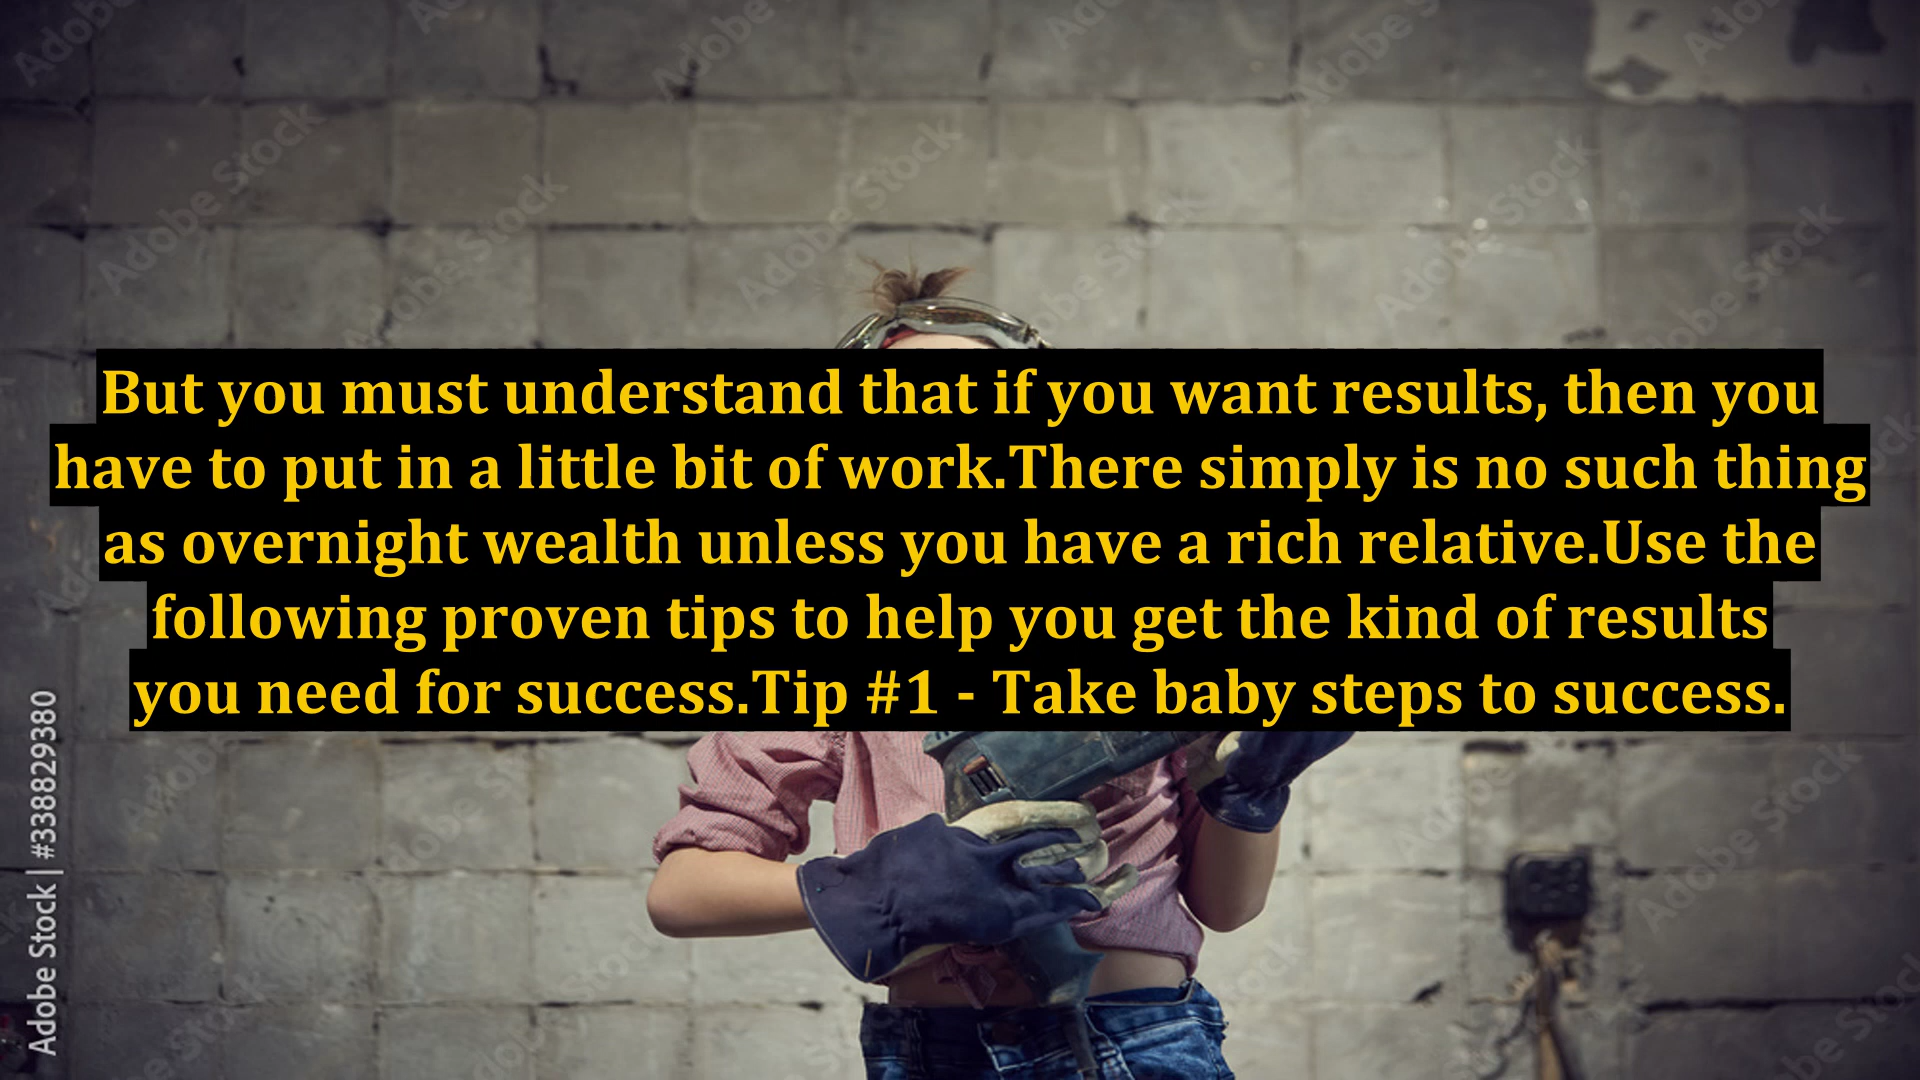 But you must understand that if you want results, then you
have to put in a little bit of work.There simply is no such thing
as overnight wealth unless you have a rich relative.Use the
following proven tips to help you get the kind of results
you need for success.Tip #1 - Take baby steps to success.
Adobe Stock | #338829380